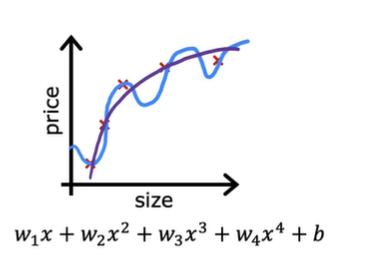 price
size
w₁x + w₂x² + w₃x³ + w₄x⁴ + b